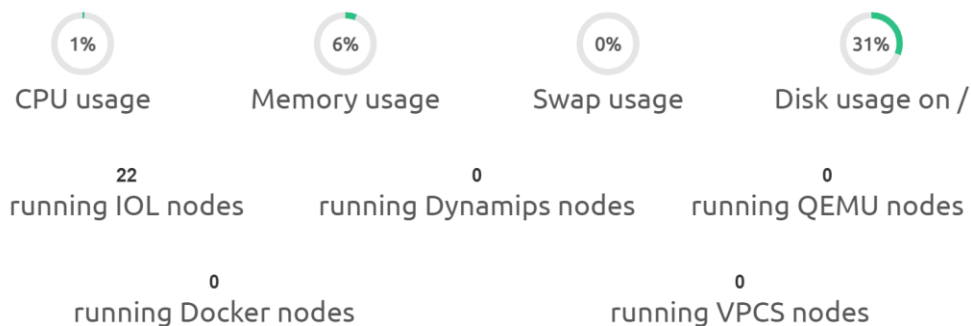 1% 6% 0% 31%
CPU usage Memory usage Swap usage Disk usage on /
22 0 0
running IOL nodes running Dynamips nodes running QEMU nodes
0 0
running Docker nodes running VPCS nodes